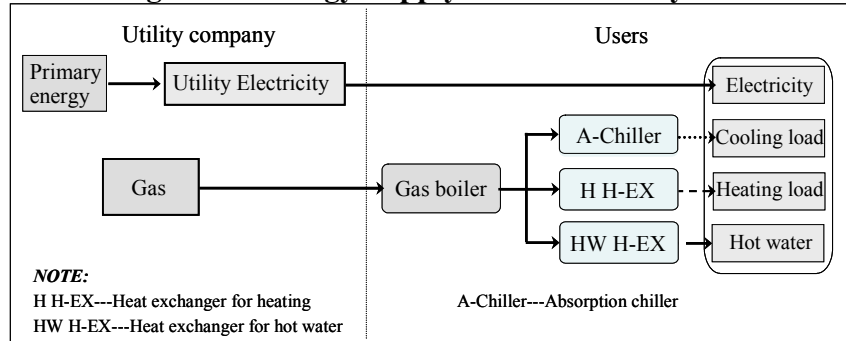 Utility company
Users
Primary
energy
Utility Electricity
Electricity
A-Chiller
Cooling load
Gas
Gas boiler
H H-EX
Heating load
HW H-EX
Hot water
NOTE:
H H-EX---Heat exchanger for heating
A-Chiller---Absorption chiller
HW H-EX---Heat exchanger for hot water